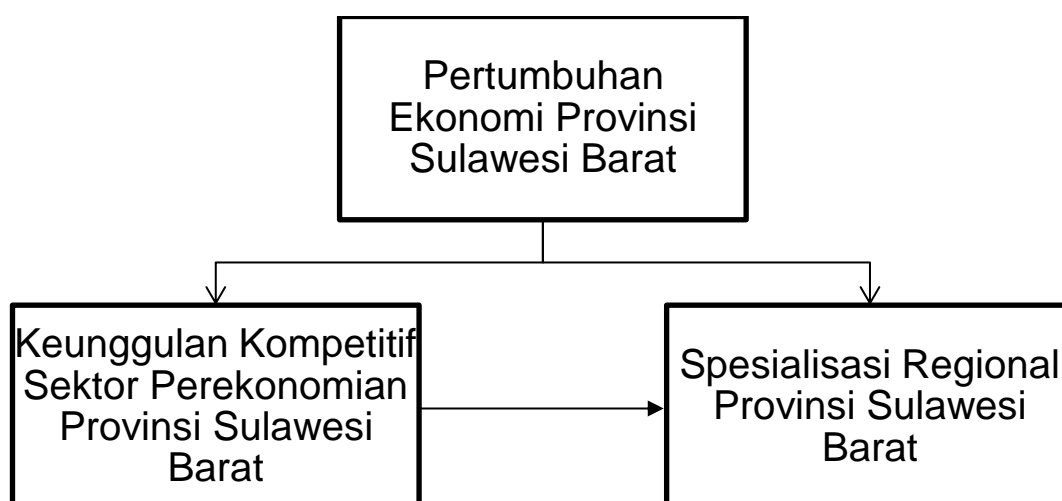 Pertumbuhan
Ekonomi Provinsi
Sulawesi Barat
Keunggulan Kompetitif
Sektor Perekonomian
Provinsi Sulawesi
Barat
Spesialisasi Regional
Provinsi Sulawesi
Barat